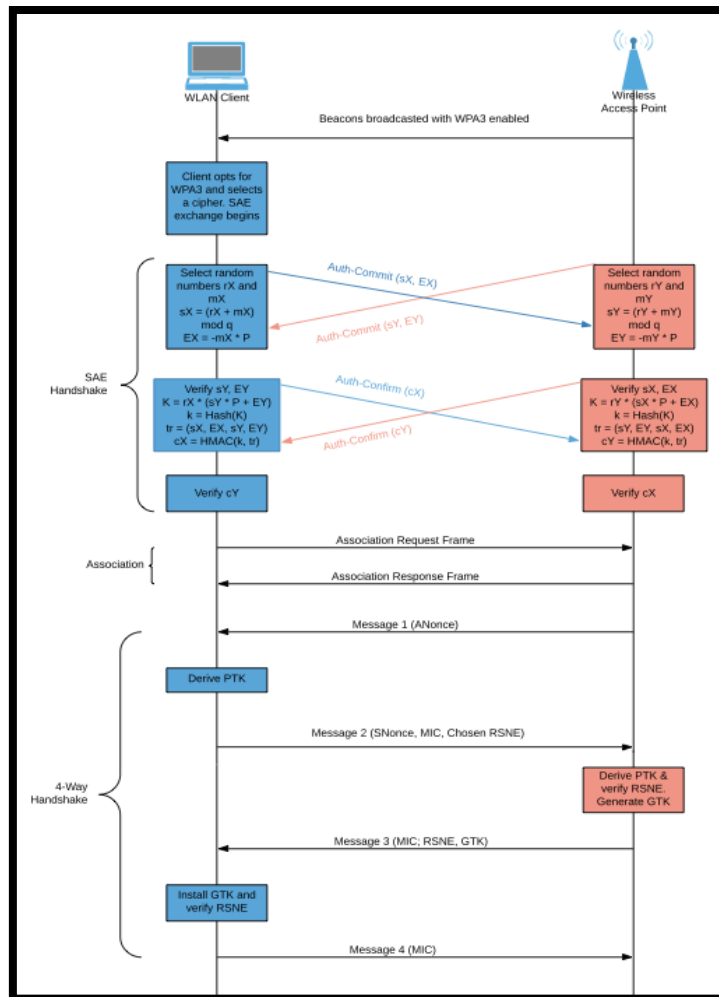 WLAN Client
Wireless
Access Point
Beacons broadcasted with WPA3 enabled
Client opts for
WPA3 and selects
a cipher. SAE
exchange begins
SAE
Handshake
Select random
numbers rX and
mX
sX = (rX + mX)
mod q
EX = -mX * P
Auth-Commit (sX, EX)
Auth-Commit (sY, EY)
Select random
numbers rY and
mY
sY = (rY + mY)
mod q
EY = -mY * P
Verify sY, EY
K = rX * (sY * P + EY)
k = Hash(K)
tr = (sX, EX, sY, EY)
cX = HMAC(k, tr)
Auth-Confirm (cX)
Auth-Confirm (cY)
Verify sX, EX
K = rY * (sX * P + EX)
k = Hash(K)
tr = (sY, EY, sX, EX)
cY = HMAC(k, tr)
Verify cY
Verify cX
Association
Association Request Frame
Association Response Frame
4-Way
Handshake
Message 1 (ANonce)
Derive PTK
Message 2 (SNonce, MIC, Chosen RSNE)
Derive PTK &
verify RSNE.
Generate GTK
Message 3 (MIC; RSNE, GTK)
Install GTK and
verify RSNE
Message 4 (MIC)